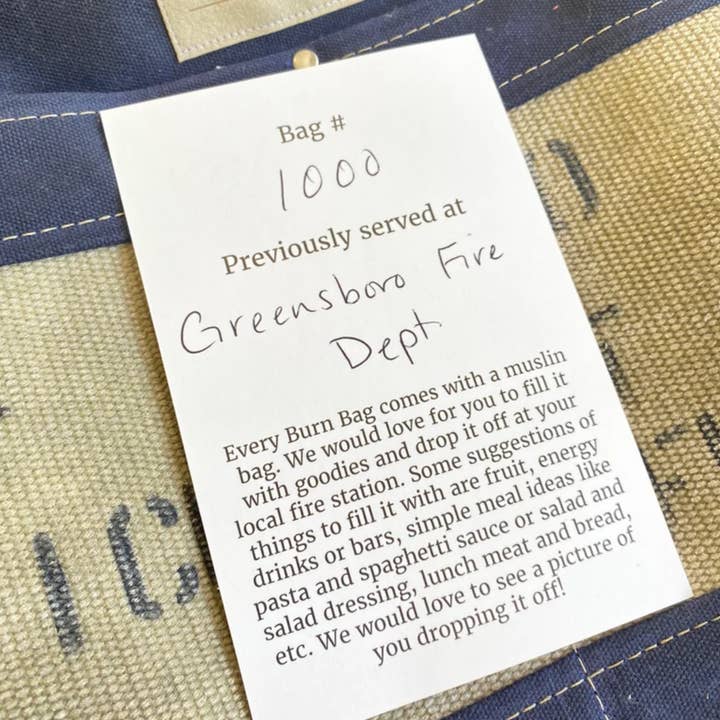 Bag #
1000
Previously served at
Greensboro Fire
Dept
Every Burn Bag comes with a muslin
bag. We would love for you to fill it
with goodies and drop it off at your
local fire station. Some suggestions of
things to fill it with are fruit, energy
drinks or bars, simple meal ideas like
pasta and spaghetti sauce or salad and
salad dressing, lunch meat and bread,
etc. We would love to see a picture of
you dropping it off!